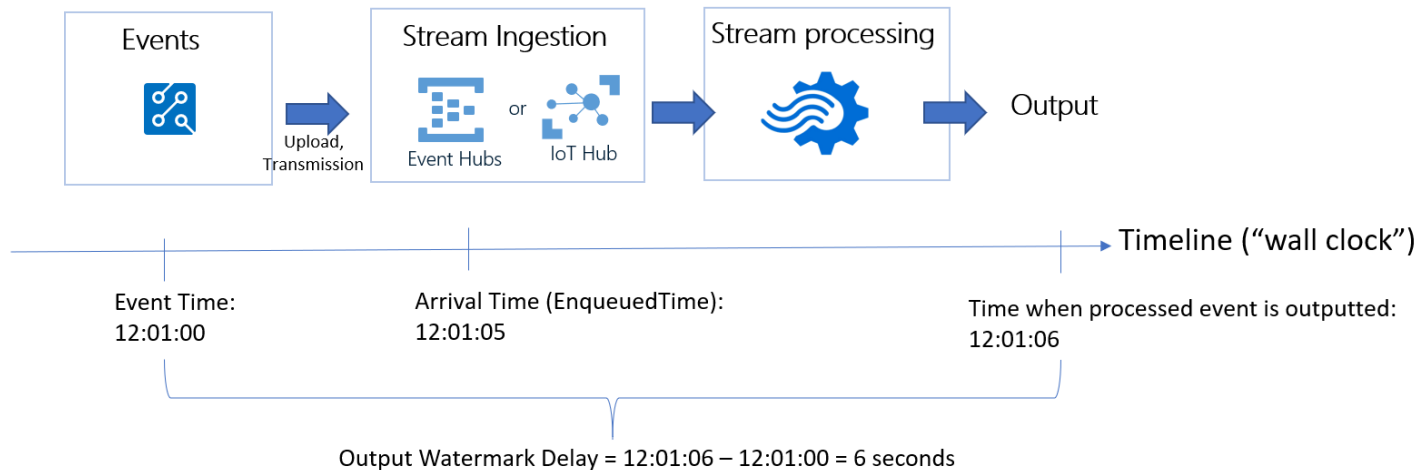 Events
Upload,
Transmission
Stream Ingestion
Event Hubs
or
IoT Hub
Stream processing
Output
Timeline (“wall clock”)
Event Time:
12:01:00
Arrival Time (EnqueuedTime):
12:01:05
Time when processed event is outputted:
12:01:06
Output Watermark Delay = 12:01:06 – 12:01:00 = 6 seconds